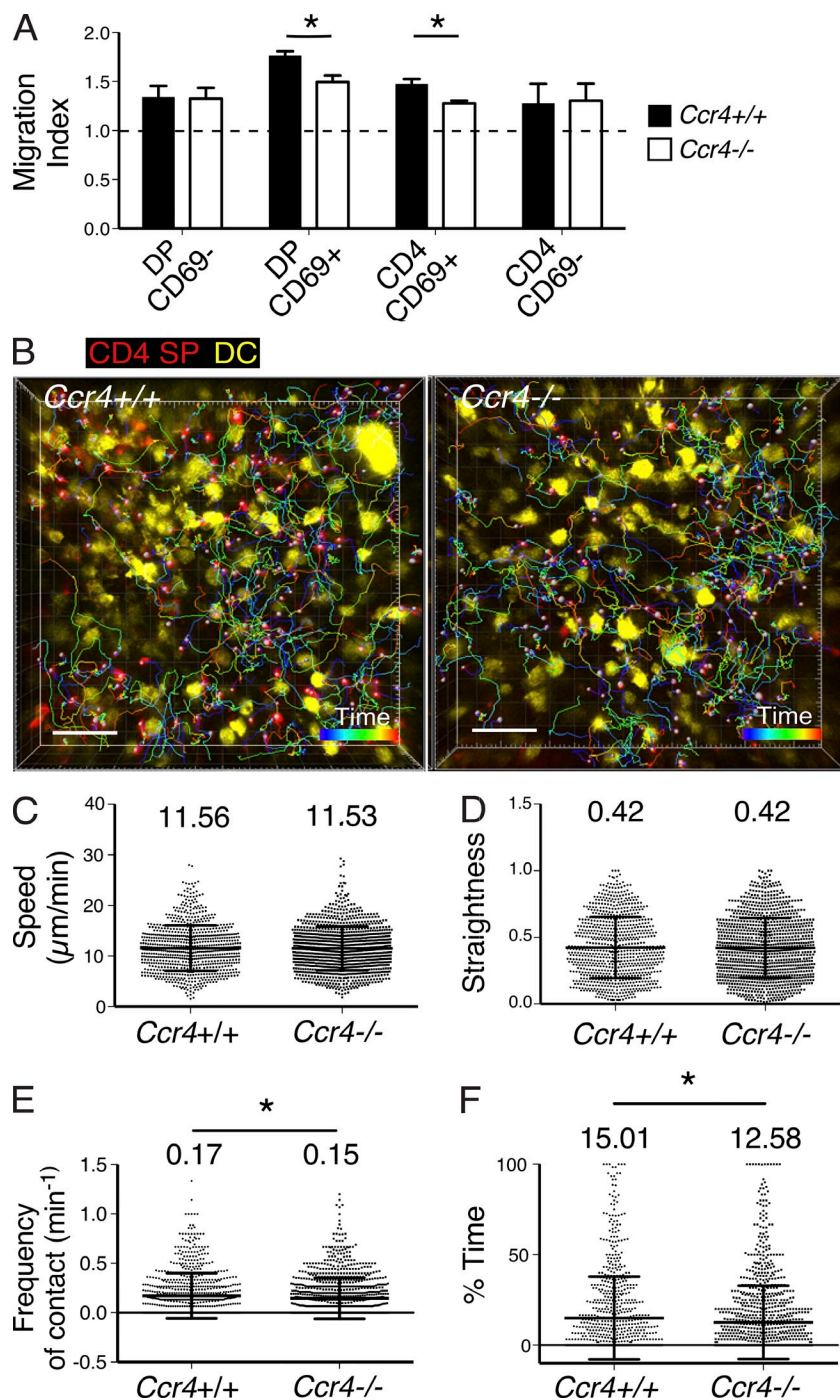 A
Migration
Index
2.0
1.5
1.0
0.5
0.0
*
*
DP
CD69-
DP
CD69+
CD4
CD69+
CD4
CD69-
Ccr4+/+
Ccr4-/-
B
CD4 SP DC
Ccr4+/+
Time
Ccr4-/-
Time
C
Speed
(µm/min)
40
30
20
10
0
11.56
11.53
Ccr4+/+
Ccr4-/-
D
Straightness
1.5
1.0
0.5
0.0
0.42
0.42
Ccr4+/+
Ccr4-/-
E
Frequency
of contact (min⁻¹)
1.5
1.0
0.5
0.0
-0.5
*
0.17
0.15
Ccr4+/+
Ccr4-/-
F
% Time
100
50
0
*
15.01
12.58
Ccr4+/+
Ccr4-/-